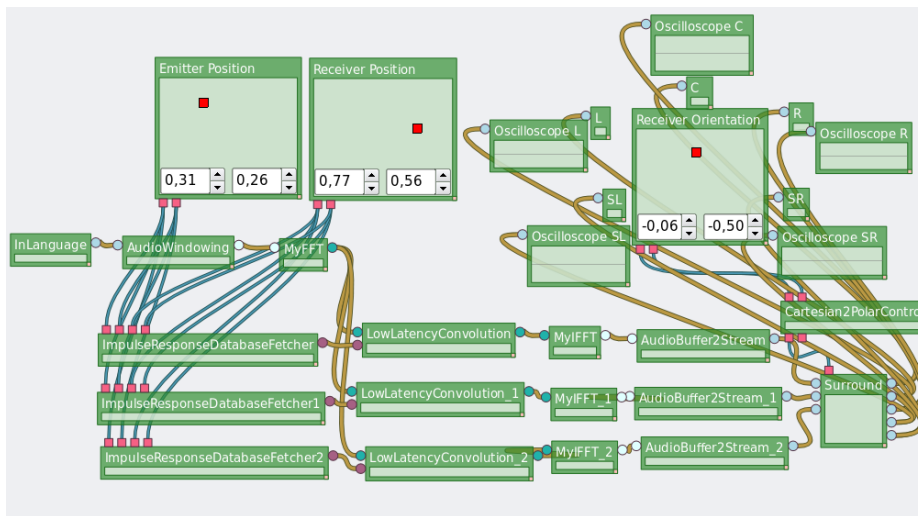 Oscilloscope C
Emitter Position
Receiver Position
C
Receiver Orientation
L
R
Oscilloscope L
Oscilloscope R
0,31
0,26
0,77
0,56
SL
SR
-0,06
-0,50
InLanguage
AudioWindowing
MyFFT
Oscilloscope SL
Oscilloscope SR
Cartesian2PolarContro
ImpulseResponseDatabaseFetcher
LowLatencyConvolution
MyIFFT
AudioBuffer2Stream
Surround
ImpulseResponseDatabaseFetcher1
LowLatencyConvolution_1
MyIFFT_1
AudioBuffer2Stream_1
ImpulseResponseDatabaseFetcher2
LowLatencyConvolution_2
MyIFFT_2
AudioBuffer2Stream_2